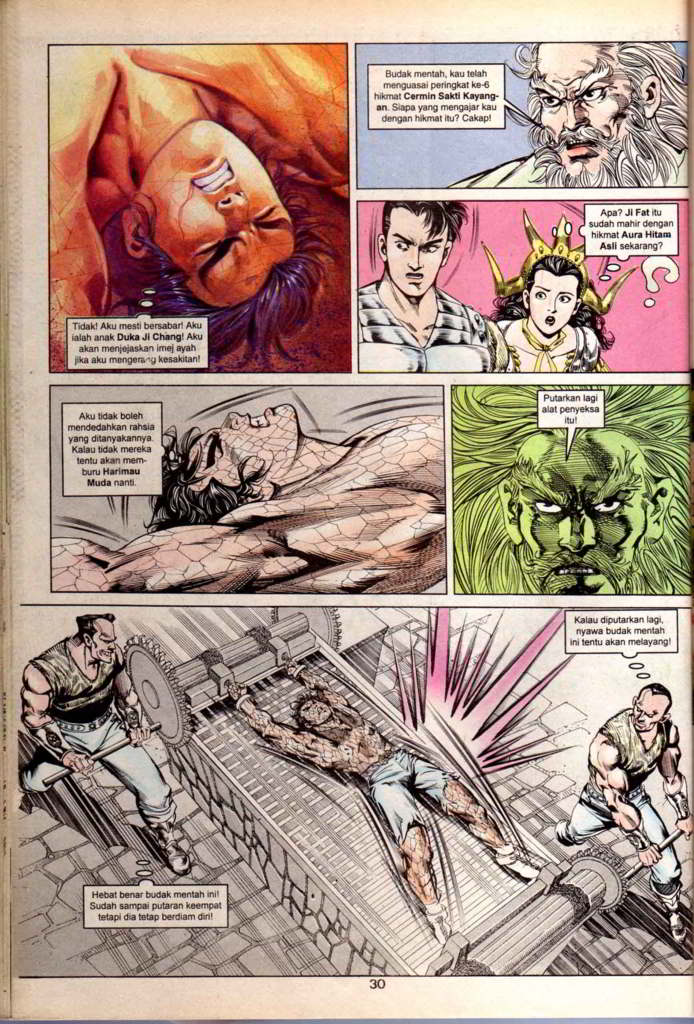 Budak mentah, kau telah
menguasai peringkat ke-6
hikmat Cermin Sakti Kayang-
an. Siapa yang mengajar kau
dengan hikmat itu? Cakap!
Tidak! Aku mesti bersabar! Aku
ialah anak Duka Ji Chang! Aku
akan menjejaskan imej ayah
jika aku mengerang kesakitan!
Apa? Ji Fat itu
sudah mahir dengan
hikmat Aura Hitam
Asli sekarang?
?
Aku tidak boleh
mendedahkan rahsia
yang ditanyakannya.
Kalau tidak mereka
tentu akan mem-
buru Harimau
Muda nanti.
Putarkan lagi
alat penyeksa
itu!
Kalau diputarkan lagi,
nyawa budak mentah
ini tentu akan melayang!
Hebat benar budak mentah ini!
Sudah sampai putaran keempat
tetapi dia tetap berdiam diri!
30